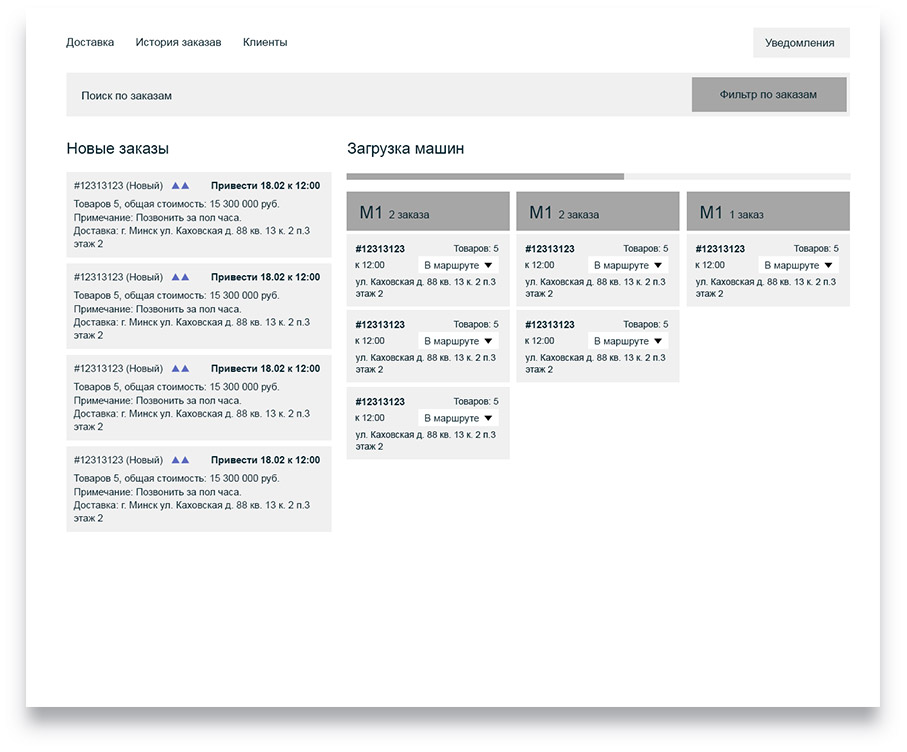 Доставка История заказав Клиенты Уведомления
Поиск по заказам Фильтр по заказам
Новые заказы
#12313123 (Новый) Привести 18.02 к 12:00
Товаров 5, общая стоимость: 15 300 000 руб.
Примечание: Позвонить за пол часа.
Доставка: г. Минск ул. Каховская д. 88 кв. 13 к. 2 п.3
этаж 2
#12313123 (Новый) Привести 18.02 к 12:00
Товаров 5, общая стоимость: 15 300 000 руб.
Примечание: Позвонить за пол часа.
Доставка: г. Минск ул. Каховская д. 88 кв. 13 к. 2 п.3
этаж 2
#12313123 (Новый) Привести 18.02 к 12:00
Товаров 5, общая стоимость: 15 300 000 руб.
Примечание: Позвонить за пол часа.
Доставка: г. Минск ул. Каховская д. 88 кв. 13 к. 2 п.3
этаж 2
#12313123 (Новый) Привести 18.02 к 12:00
Товаров 5, общая стоимость: 15 300 000 руб.
Примечание: Позвонить за пол часа.
Доставка: г. Минск ул. Каховская д. 88 кв. 13 к. 2 п.3
этаж 2
Загрузка машин
М1 2 заказа
#12313123 Товаров: 5
к 12:00 В маршруте
ул. Каховская д. 88 кв. 13 к. 2 п.3
этаж 2
#12313123 Товаров: 5
к 12:00 В маршруте
ул. Каховская д. 88 кв. 13 к. 2 п.3
этаж 2
#12313123 Товаров: 5
к 12:00 В маршруте
ул. Каховская д. 88 кв. 13 к. 2 п.3
этаж 2
М1 2 заказа
#12313123 Товаров: 5
к 12:00 В маршруте
ул. Каховская д. 88 кв. 13 к. 2 п.3
этаж 2
#12313123 Товаров: 5
к 12:00 В маршруте
ул. Каховская д. 88 кв. 13 к. 2 п.3
этаж 2
М1 1 заказ
#12313123 Товаров: 5
к 12:00 В маршруте
ул. Каховская д. 88 кв. 13 к. 2 п.3
этаж 2